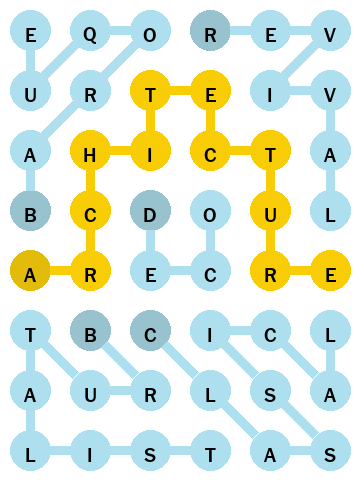 E Q O R E V
U R T E I V
A H I C T A
B C D O U L
A R E C R E
T B C I C L
A U R L S A
L I S T A S